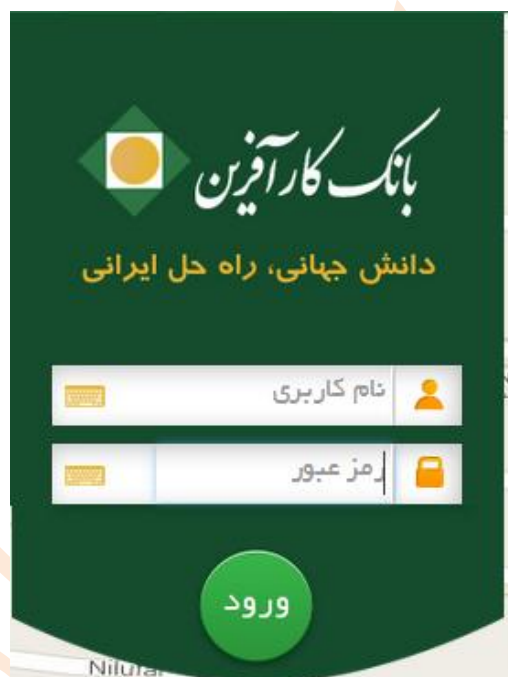 بانک کارآفرین
دانش جهانی، راه حل ایرانی
نام کاربری
رمز عبور
ورود